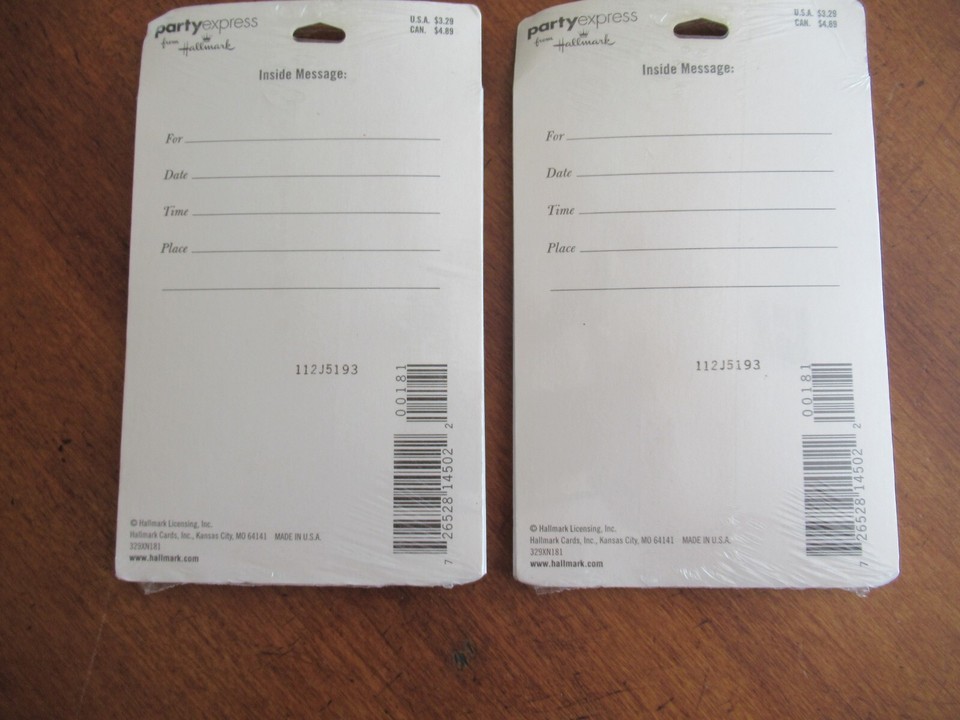 partyexpress
from Hallmark
U.S.A. $3.29
CAN. $4.89
Inside Message:
For
Date
Time
Place
112J5193
00181
7 26528 14502 2
© Hallmark Licensing, Inc.
Hallmark Cards, Inc., Kansas City, MO 64141 MADE IN U.S.A.
329XN181
www.hallmark.com
partyexpress
from Hallmark
U.S.A. $3.29
CAN. $4.89
Inside Message:
For
Date
Time
Place
112J5193
00181
7 26528 14502 2
© Hallmark Licensing, Inc.
Hallmark Cards, Inc., Kansas City, MO 64141 MADE IN U.S.A.
329XN181
www.hallmark.com